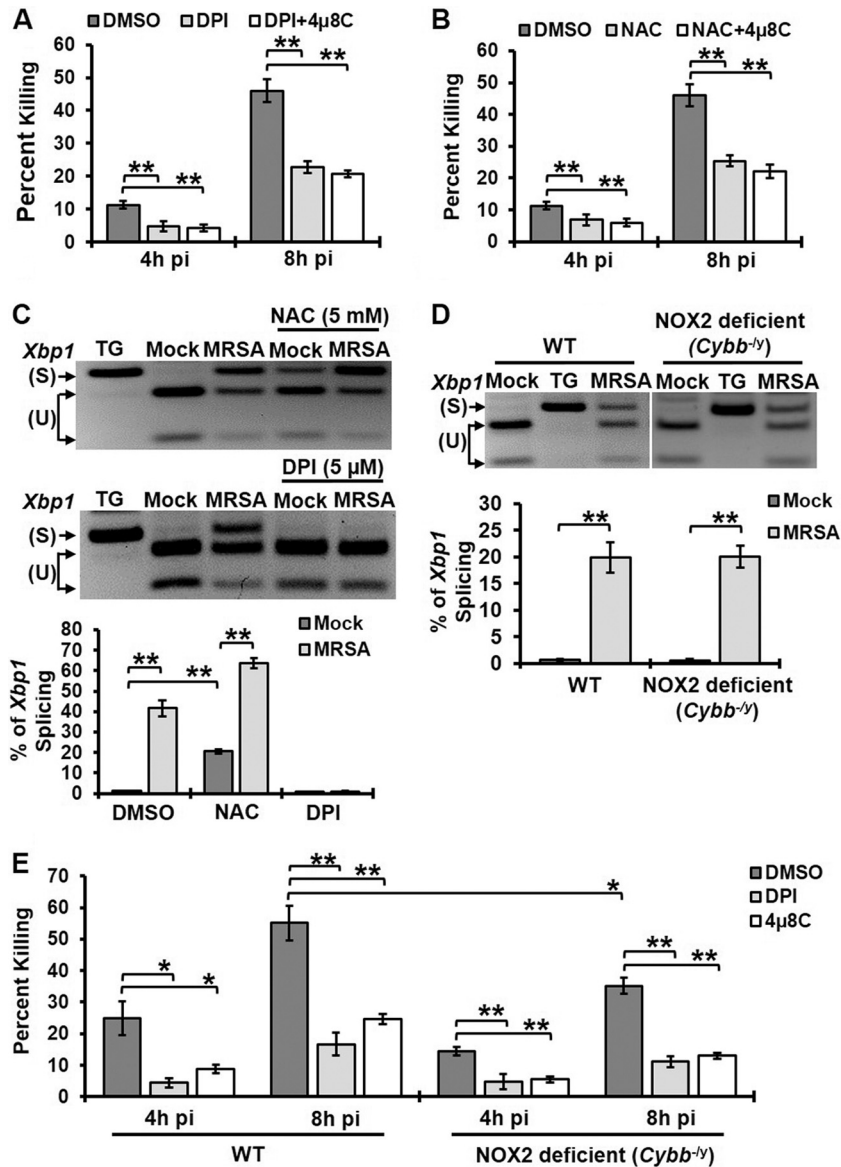 A
DMSO DPI DPI+4µ8C
Percent Killing
60
50
40
30
20
10
0
** ** ** **
4h pi 8h pi
B
DMSO NAC NAC+4µ8C
Percent Killing
60
50
40
30
20
10
0
** ** ** **
4h pi 8h pi
C
NAC (5 mM)
Xbp1 TG Mock MRSA Mock MRSA
(S)
(U)
DPI (5 µM)
Xbp1 TG Mock MRSA Mock MRSA
(S)
(U)
% of Xbp1 Splicing
80
70
60
50
40
30
20
10
0
Mock
MRSA
** ** **
DMSO NAC DPI
D
WT
NOX2 deficient
(Cybb-/y)
Xbp1 Mock TG MRSA Mock TG MRSA
(S)
(U)
% of Xbp1 Splicing
30
25
20
15
10
5
0
Mock
MRSA
** **
WT
NOX2 deficient
(Cybb-/y)
E
Percent Killing
70
60
50
40
30
20
10
0
DMSO
DPI
4µ8C
* * ** ** * ** ** ** **
4h pi 8h pi 4h pi 8h pi
WT NOX2 deficient (Cybb-/y)